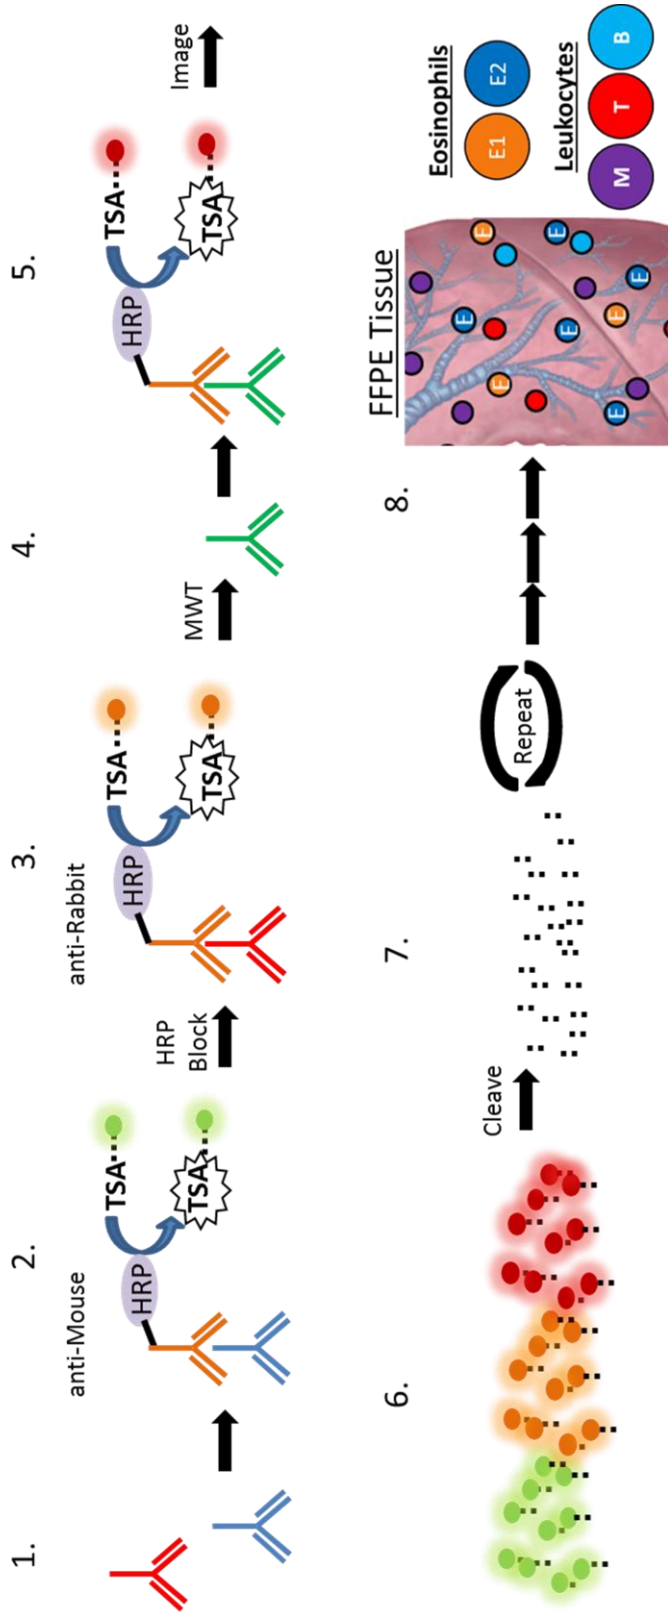 1.
2.
anti-Mouse
HRP
TSA
TSA
HRP
Block
3.
anti-Rabbit
HRP
TSA
TSA
MWT
4.
5.
HRP
TSA
TSA
Image
6.
Cleave
7.
Repeat
8.
FFPE Tissue
E
E
E
E
E
E
E
E
Eosinophils
E1
E2
Leukocytes
M
T
B